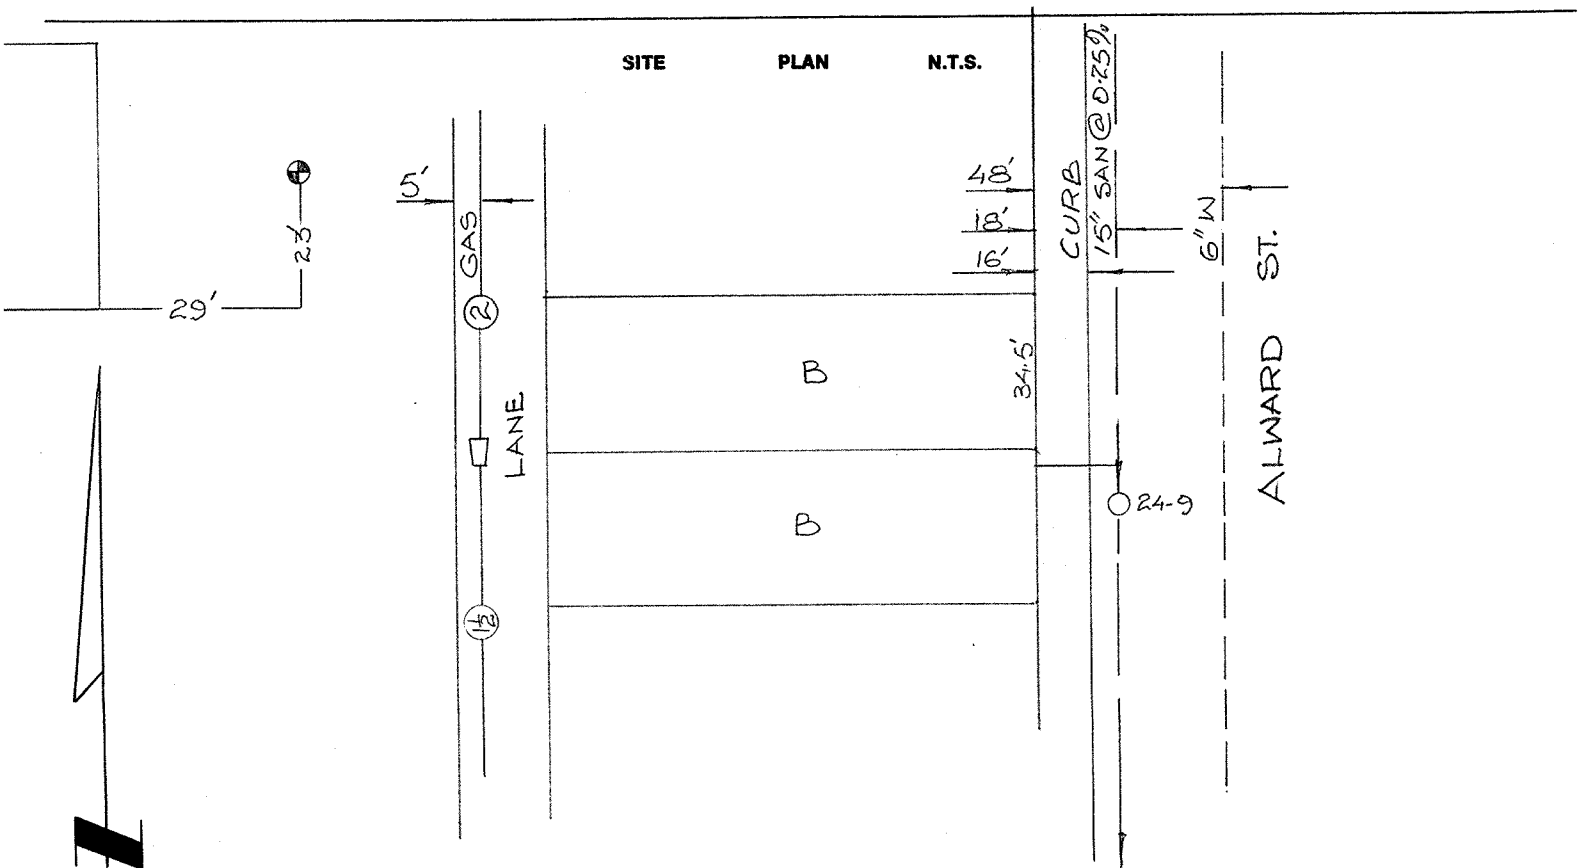 SITE PLAN N.T.S.
5'
48'
18'
16'
23'
29'
GAS
2
LANE
1½
B
B
34.5'
CURB
15" SAN @ 0.25%
6" W
ALWARD ST.
24-9